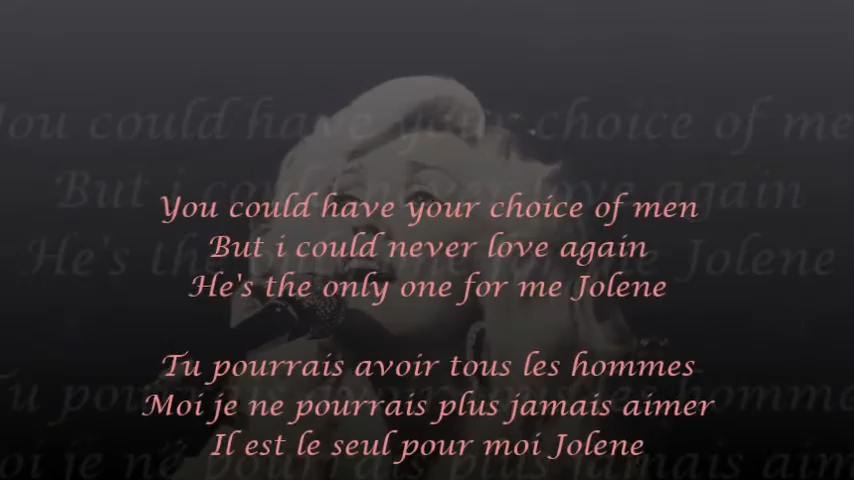 You could have your choice of men
But i could never love again
He's the only one for me Jolene
Tu pourrais avoir tous les hommes
Moi je ne pourrais plus jamais aimer
Il est le seul pour moi Jolene